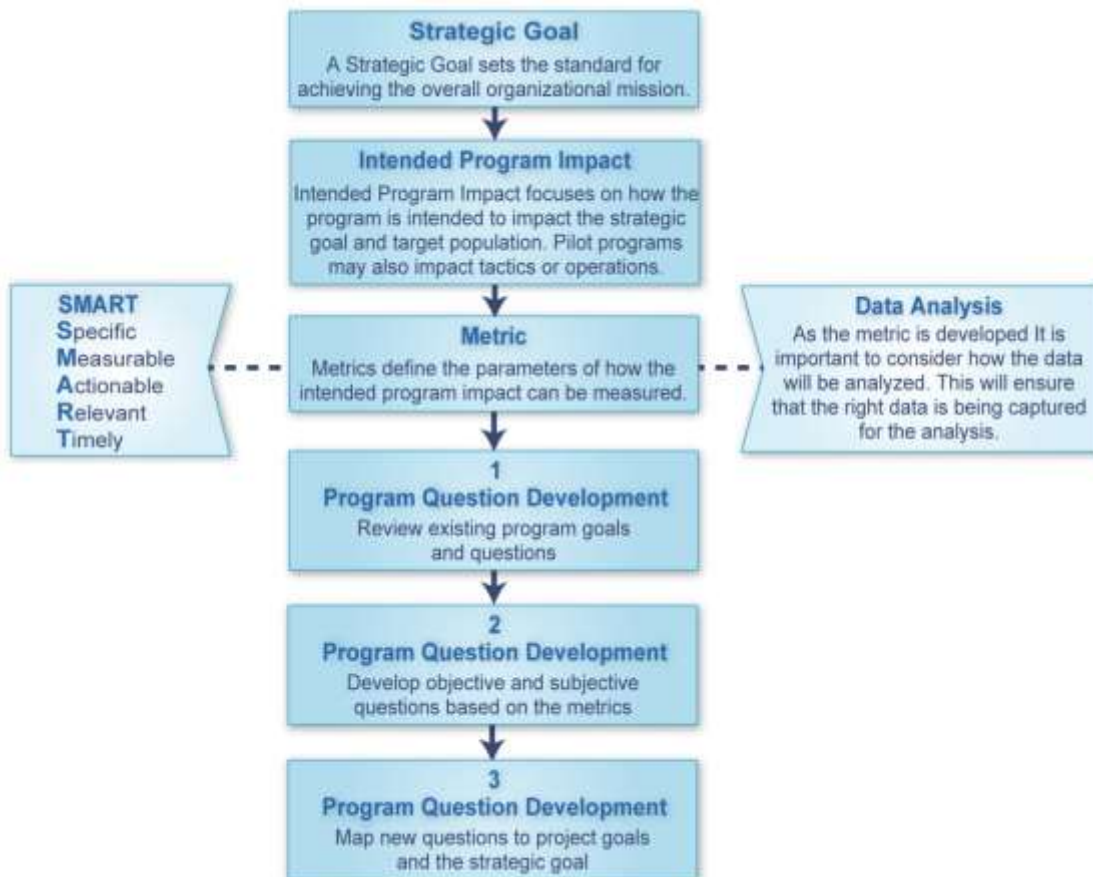 Strategic Goal
A Strategic Goal sets the standard for
achieving the overall organizational mission.
Intended Program Impact
Intended Program Impact focuses on how the
program is intended to impact the strategic
goal and target population. Pilot programs
may also impact tactics or operations.
SMART
Specific
Measurable
Actionable
Relevant
Timely
Metric
Metrics define the parameters of how the
intended program impact can be measured.
Data Analysis
As the metric is developed It is
important to consider how the data
will be analyzed. This will ensure
that the right data is being captured
for the analysis.
1
Program Question Development
Review existing program goals
and questions
2
Program Question Development
Develop objective and subjective
questions based on the metrics
3
Program Question Development
Map new questions to project goals
and the strategic goal